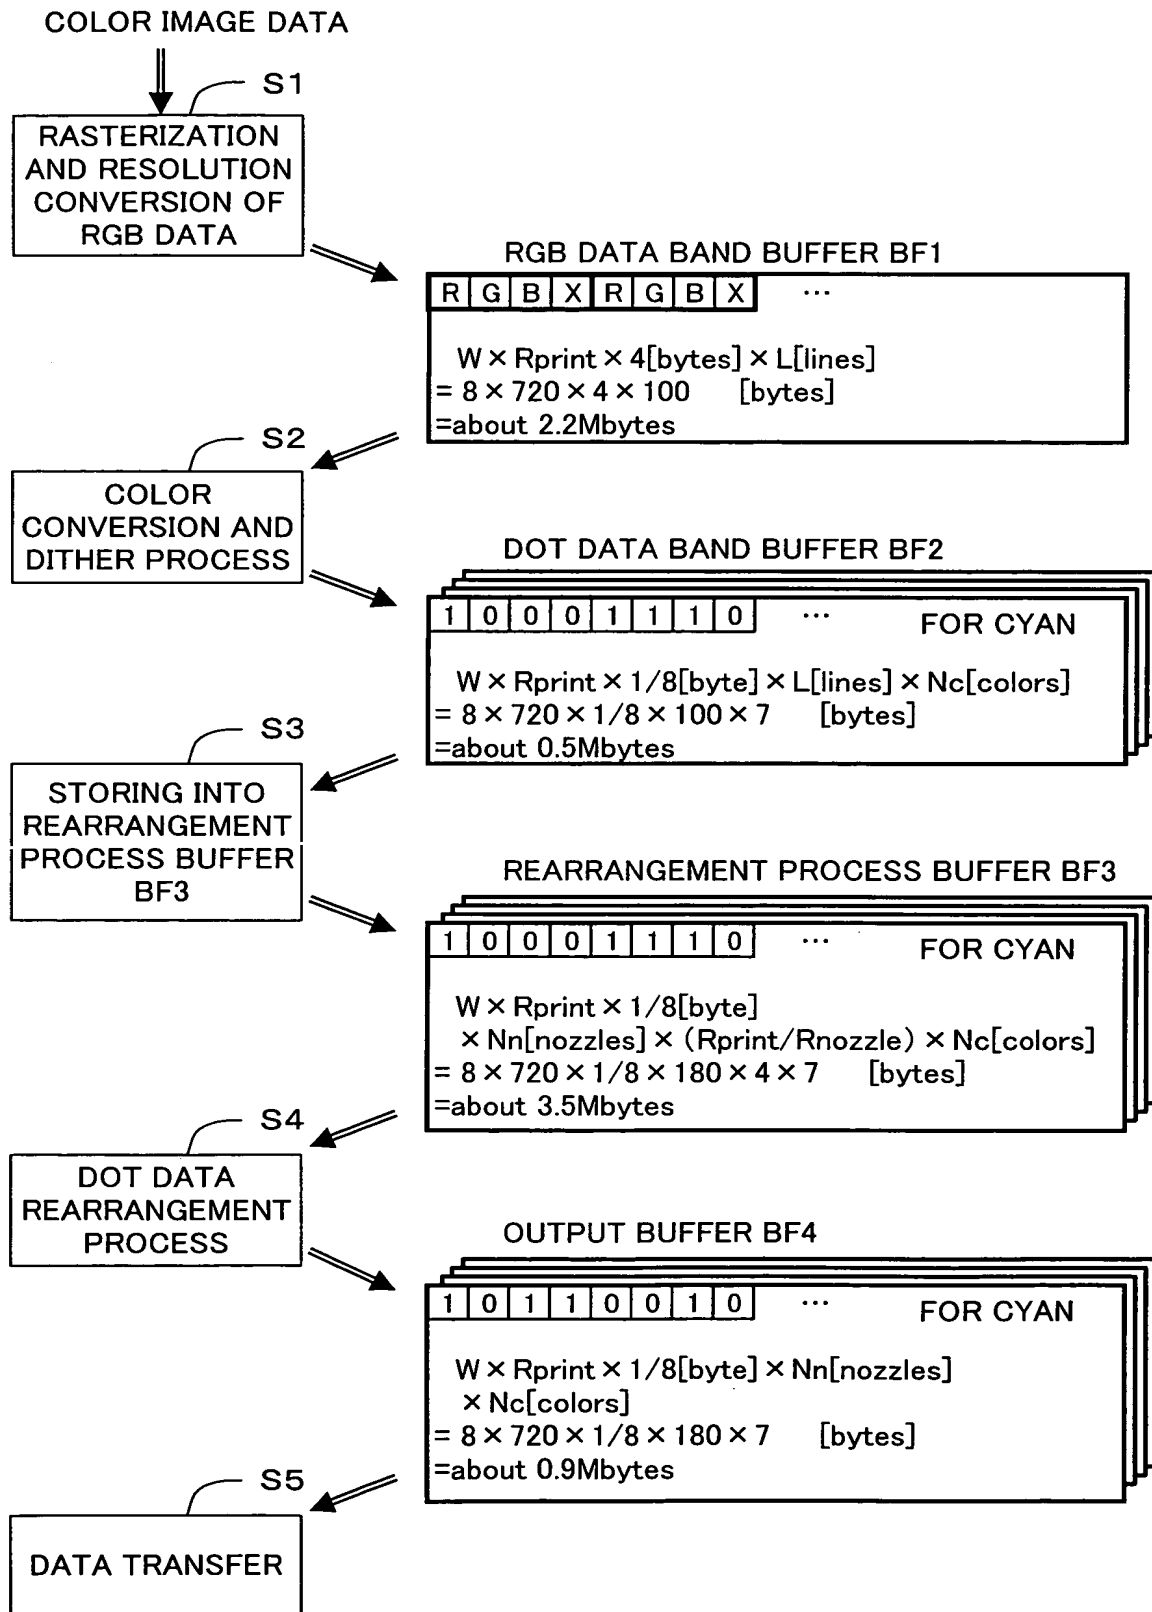 COLOR IMAGE DATA
S1
RASTERIZATION
AND RESOLUTION
CONVERSION OF
RGB DATA
RGB DATA BAND BUFFER BF1
R G B X R G B X ...
W × Rprint × 4[bytes] × L[lines]
= 8 × 720 × 4 × 100 [bytes]
=about 2.2Mbytes
S2
COLOR
CONVERSION AND
DITHER PROCESS
DOT DATA BAND BUFFER BF2
1 0 0 0 1 1 1 0 ... FOR CYAN
W × Rprint × 1/8[byte] × L[lines] × Nc[colors]
= 8 × 720 × 1/8 × 100 × 7 [bytes]
=about 0.5Mbytes
S3
STORING INTO
REARRANGEMENT
PROCESS BUFFER
BF3
REARRANGEMENT PROCESS BUFFER BF3
1 0 0 0 1 1 1 0 ... FOR CYAN
W × Rprint × 1/8[byte]
× Nn[nozzles] × (Rprint/Rnozzle) × Nc[colors]
= 8 × 720 × 1/8 × 180 × 4 × 7 [bytes]
=about 3.5Mbytes
S4
DOT DATA
REARRANGEMENT
PROCESS
OUTPUT BUFFER BF4
1 0 1 1 0 0 1 0 ... FOR CYAN
W × Rprint × 1/8[byte] × Nn[nozzles]
× Nc[colors]
= 8 × 720 × 1/8 × 180 × 7 [bytes]
=about 0.9Mbytes
S5
DATA TRANSFER